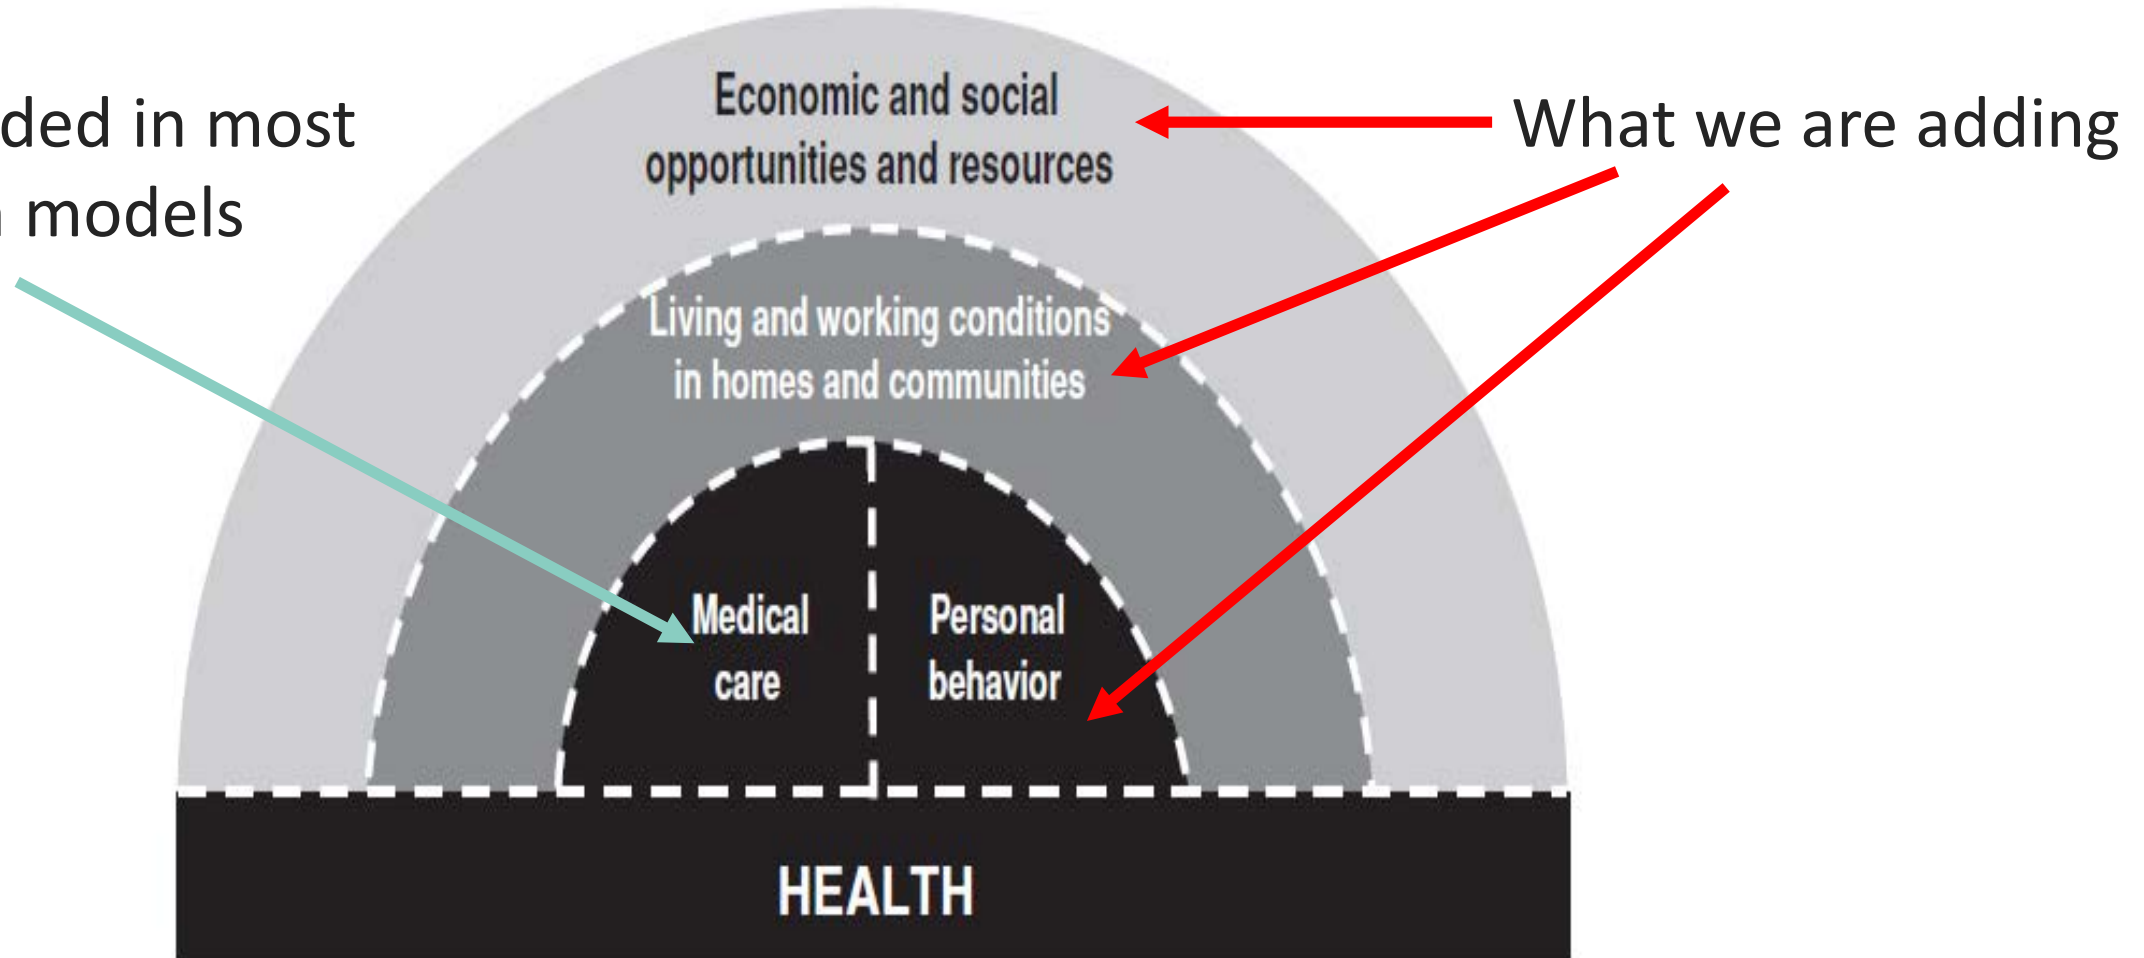 ded in most
models
Economic and social
opportunities and resources
What we are adding
Living and working conditions
in homes and communities
Medical
care
Personal
behavior
HEALTH